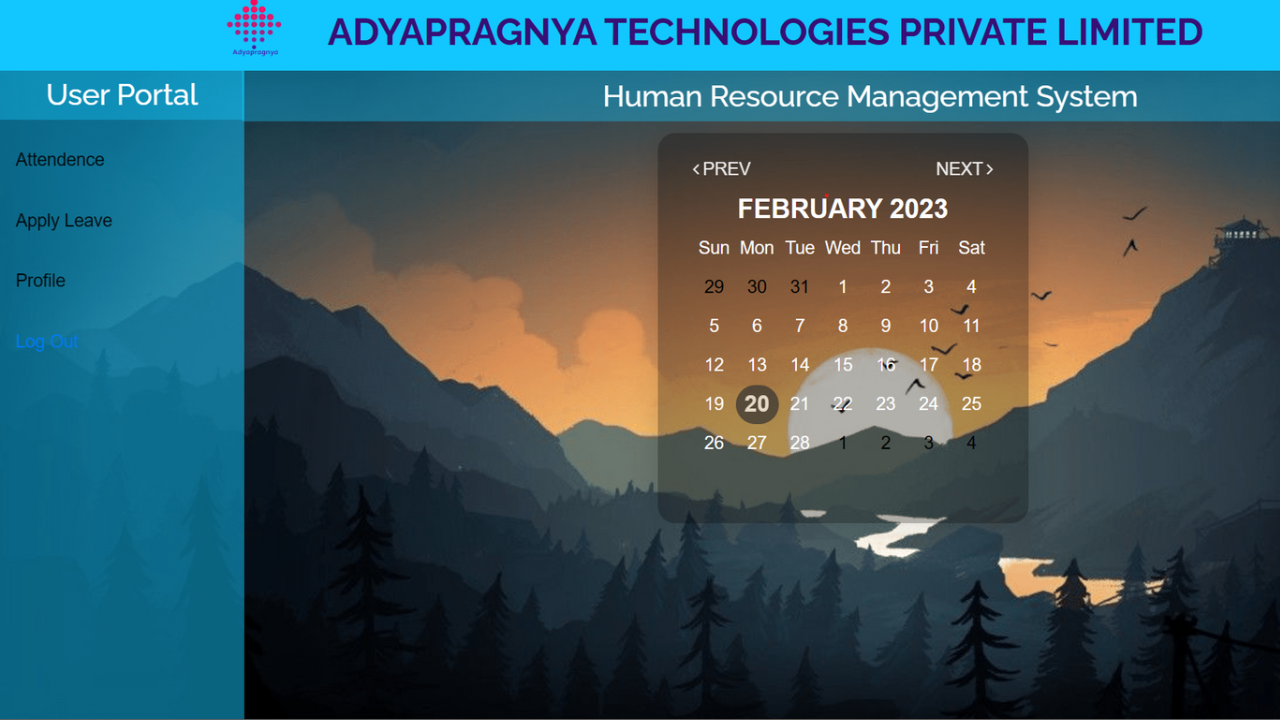 Adyapragnya
ADYAPRAGNYA TECHNOLOGIES PRIVATE LIMITED
User Portal
Human Resource Management System
Attendence
Apply Leave
Profile
Log Out
PREV NEXT
FEBRUARY 2023
Sun Mon Tue Wed Thu Fri Sat
29 30 31 1 2 3 4
5 6 7 8 9 10 11
12 13 14 15 16 17 18
19 20 21 22 23 24 25
26 27 28 1 2 3 4